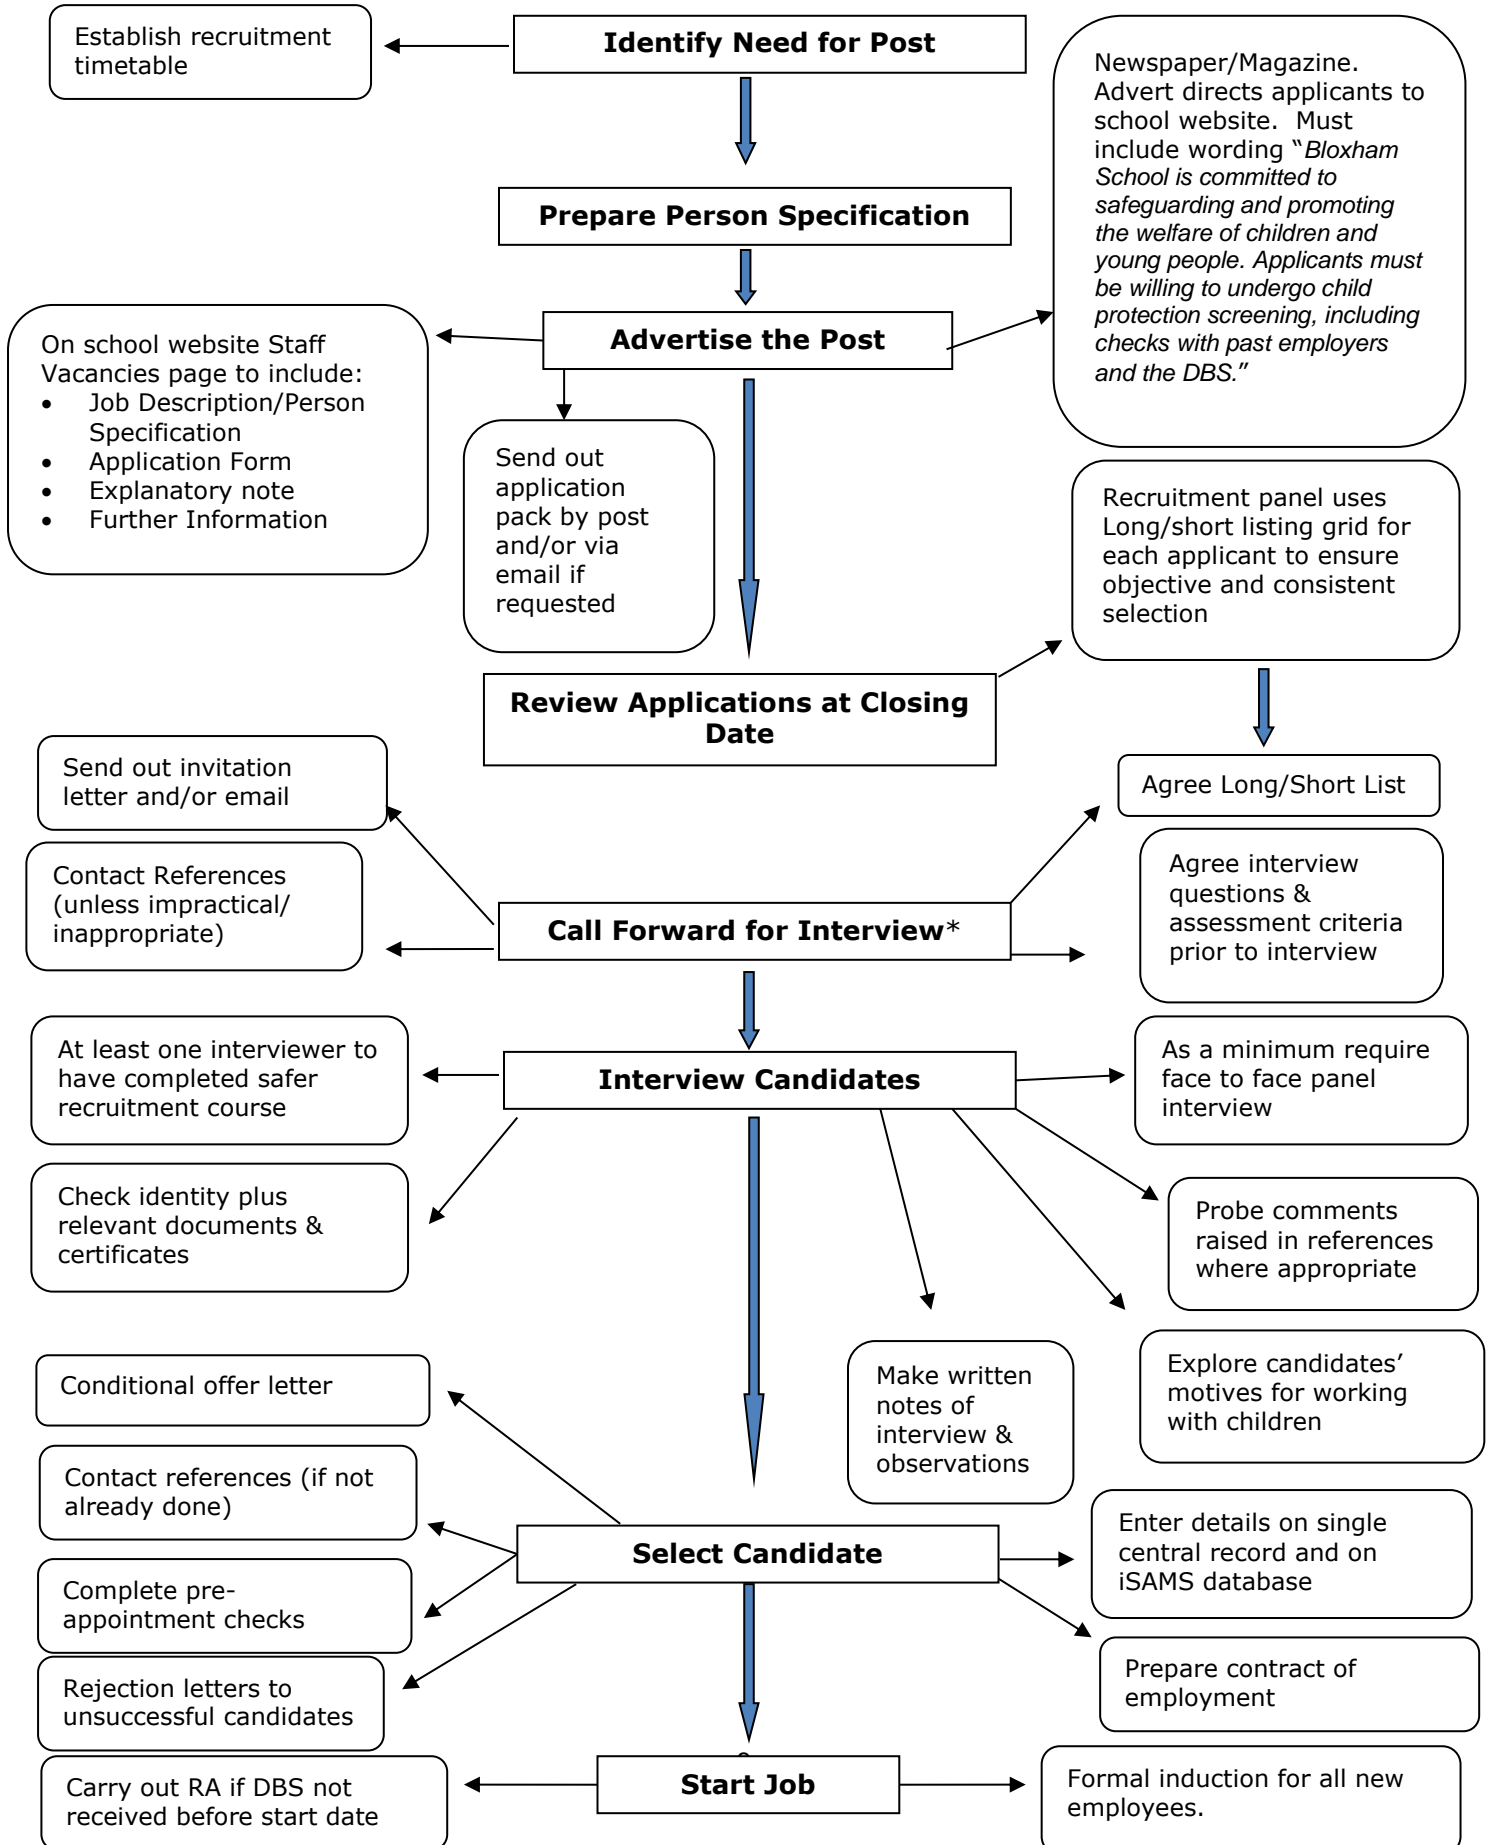 Establish recruitment
timetable
Identify Need for Post
Newspaper/Magazine.
Advert directs applicants to
school website.  Must
include wording “Bloxham
School is committed to
safeguarding and promoting
the welfare of children and
young people. Applicants must
be willing to undergo child
protection screening, including
checks with past employers
and the DBS.”
Prepare Person Specification
Advertise the Post
On school website Staff
Vacancies page to include:
• Job Description/Person
Specification
• Application Form
• Explanatory note
• Further Information
Send out
application
pack by post
and/or via
email if
requested
Recruitment panel uses
Long/short listing grid for
each applicant to ensure
objective and consistent
selection
Review Applications at Closing
Date
Send out invitation
letter and/or email
Agree Long/Short List
Contact References
(unless impractical/
inappropriate)
Call Forward for Interview*
Agree interview
questions &
assessment criteria
prior to interview
At least one interviewer to
have completed safer
recruitment course
Interview Candidates
As a minimum require
face to face panel
interview
Check identity plus
relevant documents &
certificates
Probe comments
raised in references
where appropriate
Make written
notes of
interview &
observations
Explore candidates’
motives for working
with children
Conditional offer letter
Contact references (if not
already done)
Select Candidate
Enter details on single
central record and on
iSAMS database
Complete pre-
appointment checks
Prepare contract of
employment
Rejection letters to
unsuccessful candidates
Carry out RA if DBS not
received before start date
Start Job
Formal induction for all new
employees.